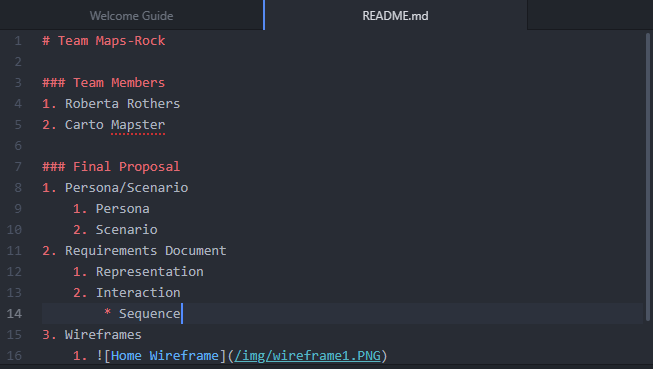 Welcome Guide README.md
1 # Team Maps-Rock
2
3 ### Team Members
4 1. Roberta Rothers
5 2. Carto Mapster
6
7 ### Final Proposal
8 1. Persona/Scenario
9     1. Persona
10     2. Scenario
11 2. Requirements Document
12     1. Representation
13     2. Interaction
14         * Sequence
15 3. Wireframes
16     1. ![Home Wireframe](/img/wireframe1.PNG)